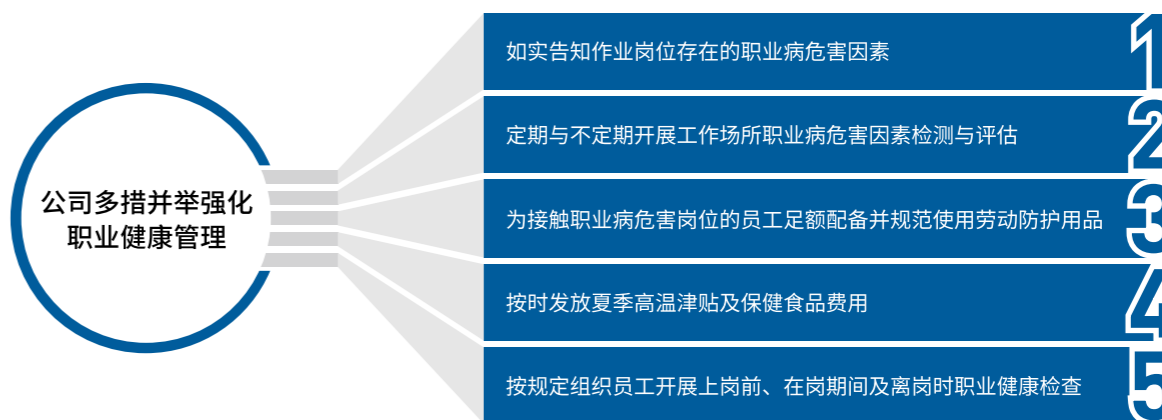 公司多措并举强化
职业健康管理
如实告知作业岗位存在的职业病危害因素
1
定期与不定期开展工作场所职业病危害因素检测与评估
2
为接触职业病危害岗位的员工足额配备并规范使用劳动防护用品
3
按时发放夏季高温津贴及保健食品费用
4
按规定组织员工开展上岗前、在岗期间及离岗时职业健康检查
5